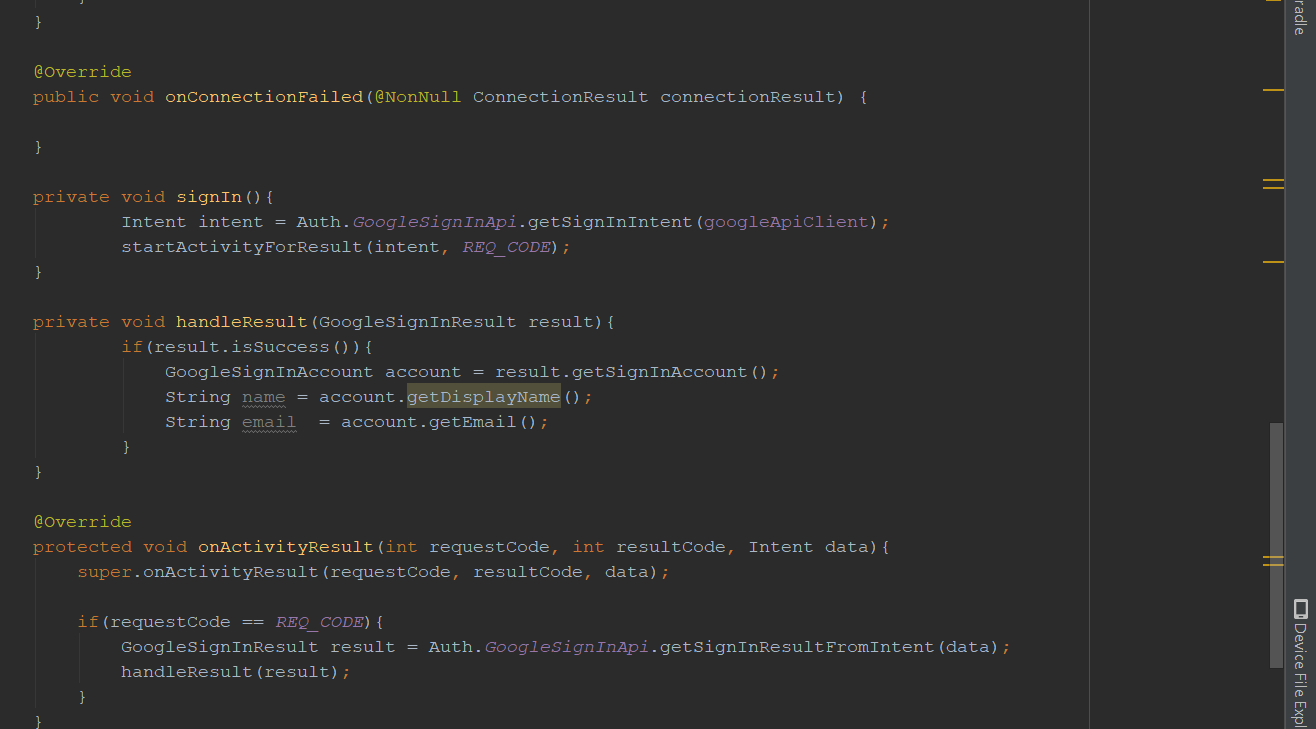 }
}
@Override
public void onConnectionFailed(@NonNull ConnectionResult connectionResult) {
}
private void signIn(){
Intent intent = Auth.GoogleSignInApi.getSignInIntent(googleApiClient);
startActivityForResult(intent, REQ_CODE);
}
private void handleResult(GoogleSignInResult result){
if(result.isSuccess()){
GoogleSignInAccount account = result.getSignInAccount();
String name = account.getDisplayName();
String email  = account.getEmail();
}
}
@Override
protected void onActivityResult(int requestCode, int resultCode, Intent data){
super.onActivityResult(requestCode, resultCode, data);
if(requestCode == REQ_CODE){
GoogleSignInResult result = Auth.GoogleSignInApi.getSignInResultFromIntent(data);
handleResult(result);
}
}
radle
Device File Expl